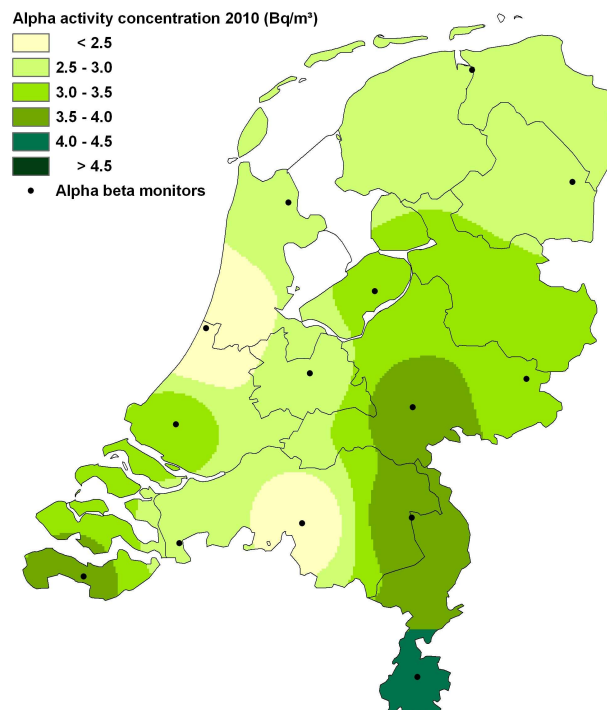 Alpha activity concentration 2010 (Bq/m³)
< 2.5
2.5 - 3.0
3.0 - 3.5
3.5 - 4.0
4.0 - 4.5
> 4.5
Alpha beta monitors